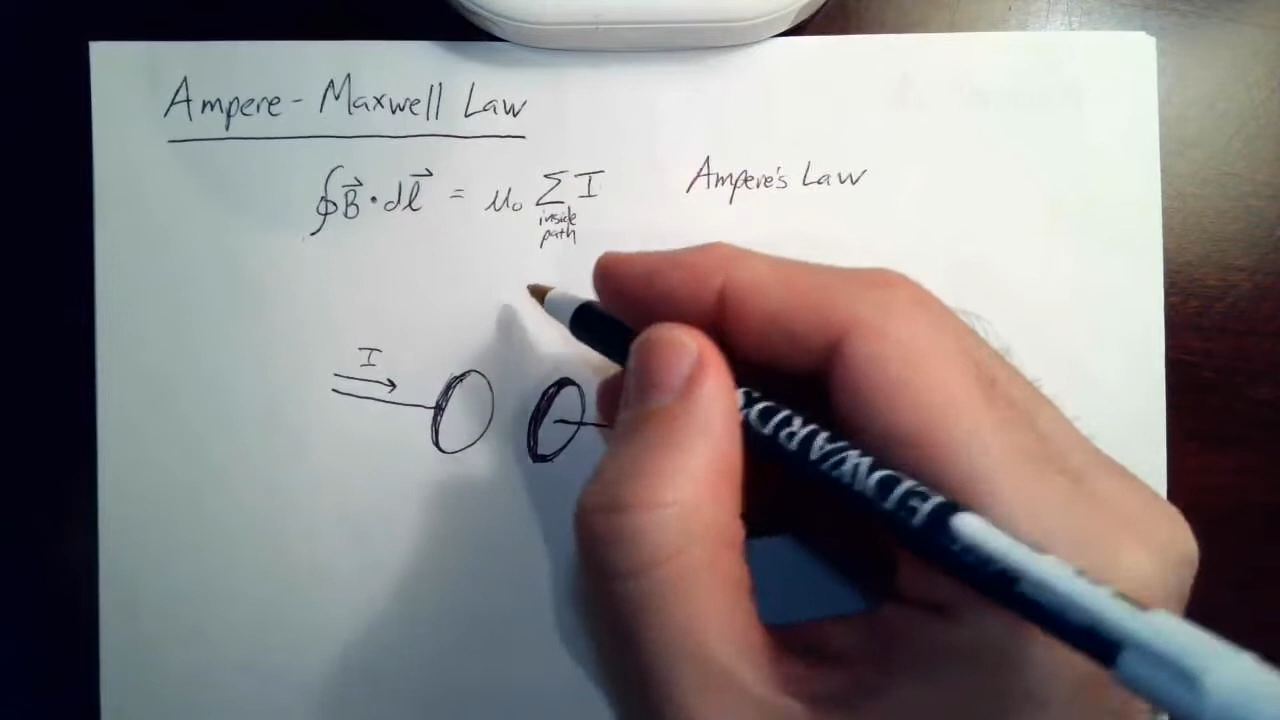 Ampere - Maxwell Law
∮B⃗·dl⃗ = μ₀ ∑ I
inside
path
Ampere's Law
I
EDWARDS